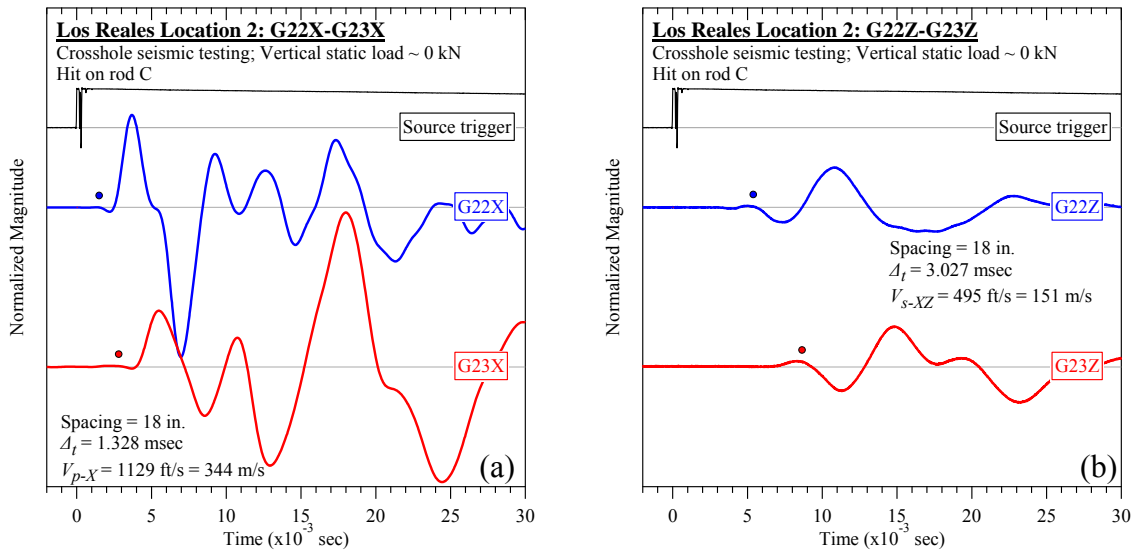 Los Reales Location 2: G22X-G23X
Crosshole seismic testing; Vertical static load ~ 0 kN
Hit on rod C
Source trigger
G22X
G23X
Spacing = 18 in.
Δt = 1.328 msec
Vp-X = 1129 ft/s = 344 m/s
(a)
Normalized Magnitude
0 5 10 15 20 25 30
Time (x10-3 sec)
Los Reales Location 2: G22Z-G23Z
Crosshole seismic testing; Vertical static load ~ 0 kN
Hit on rod C
Source trigger
G22Z
Spacing = 18 in.
Δt = 3.027 msec
Vs-XZ = 495 ft/s = 151 m/s
G23Z
(b)
Normalized Magnitude
0 5 10 15 20 25 30
Time (x10-3 sec)